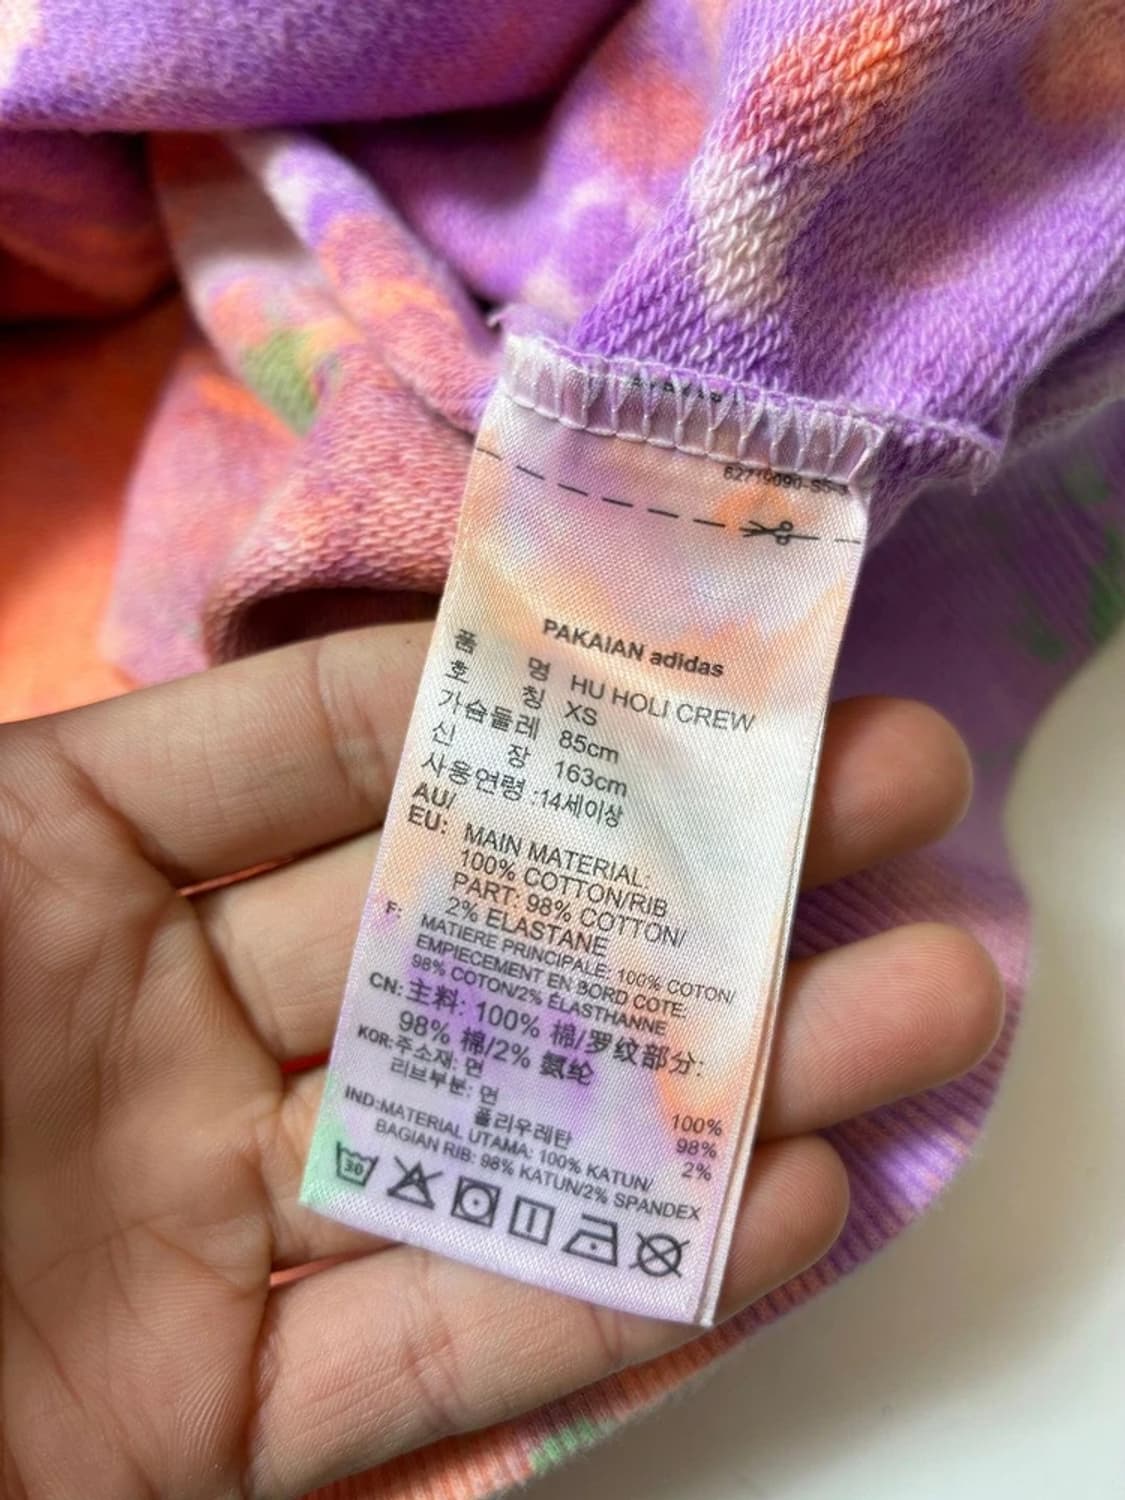 PAKAIAN adidas
품 명 HU HOLI CREW
호 칭 XS
가슴둘레 85cm
신 장 163cm
사용연령 :14세이상
AU/
EU: MAIN MATERIAL:
100% COTTON/RIB
PART: 98% COTTON/
2% ELASTANE
F: MATIERE PRINCIPALE: 100% COTON/
EMPIECEMENT EN BORD COTE:
98% COTON/2% ÉLASTHANNE
CN: 主料: 100% 棉/罗纹部分:
98% 棉/2% 氨纶
KOR: 주소재: 면 100%
리브부분: 면 98%
폴리우레탄 2%
IND: MATERIAL UTAMA: 100% KATUN/
BAGIAN RIB: 98% KATUN/2% SPANDEX
30